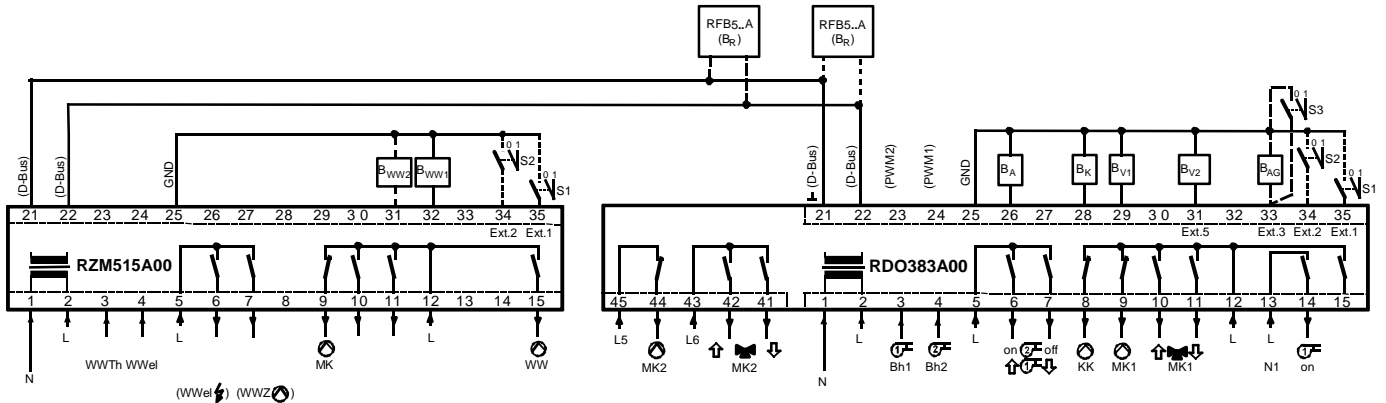 RFB5..A RFB5..A
(BR) (BR)
0 1
S3
(D-Bus) (D-Bus) GND BWW2 BWW1 0 1 S2 0 1 S1
(D-Bus) (D-Bus) (PWM2) (PWM1) GND BA BK BV1 BV2 BAG 0 1 S2 0 1 S1
21 22 23 24 25 26 27 28 29 30 31 32 33 34 35
Ext.2 Ext.1
21 22 23 24 25 26 27 28 29 30 31 32 33 34 35
Ext.5 Ext.3 Ext.2 Ext.1
RZM515A00 RDO383A00
1 2 3 4 5 6 7 8 9 10 11 12 13 14 15
45 44 43 42 41 1 2 3 4 5 6 7 8 9 10 11 12 13 14 15
L L L
L5 L6 L 1 2 L on 2 off L L 1
WWTh WWel MK WW
MK2 MK2 Bh1 Bh2 1 KK MK1 MK1 N1 on
N N
(WWel) (WWZ)